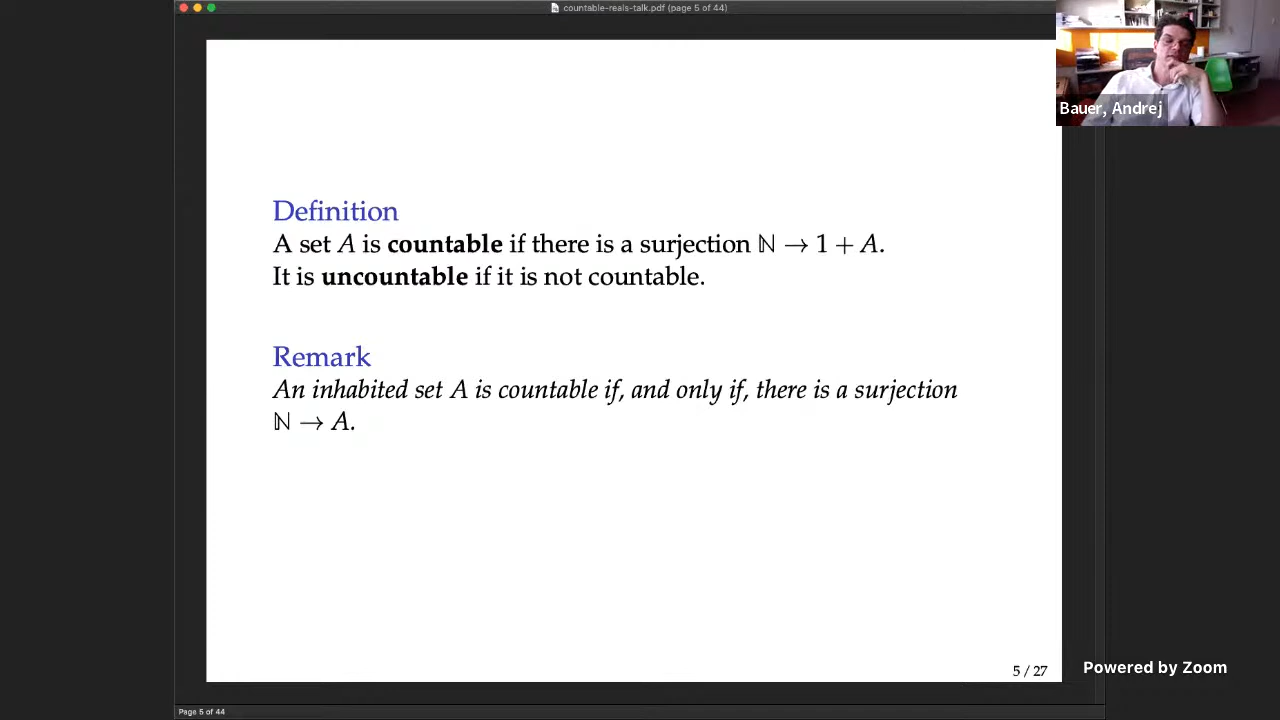 countable-reals-talk.pdf (page 5 of 44)
Bauer, Andrej
Definition
A set A is countable if there is a surjection ℕ → 1 + A.
It is uncountable if it is not countable.
Remark
An inhabited set A is countable if, and only if, there is a surjection
ℕ → A.
5 / 27
Powered by Zoom
Page 5 of 44